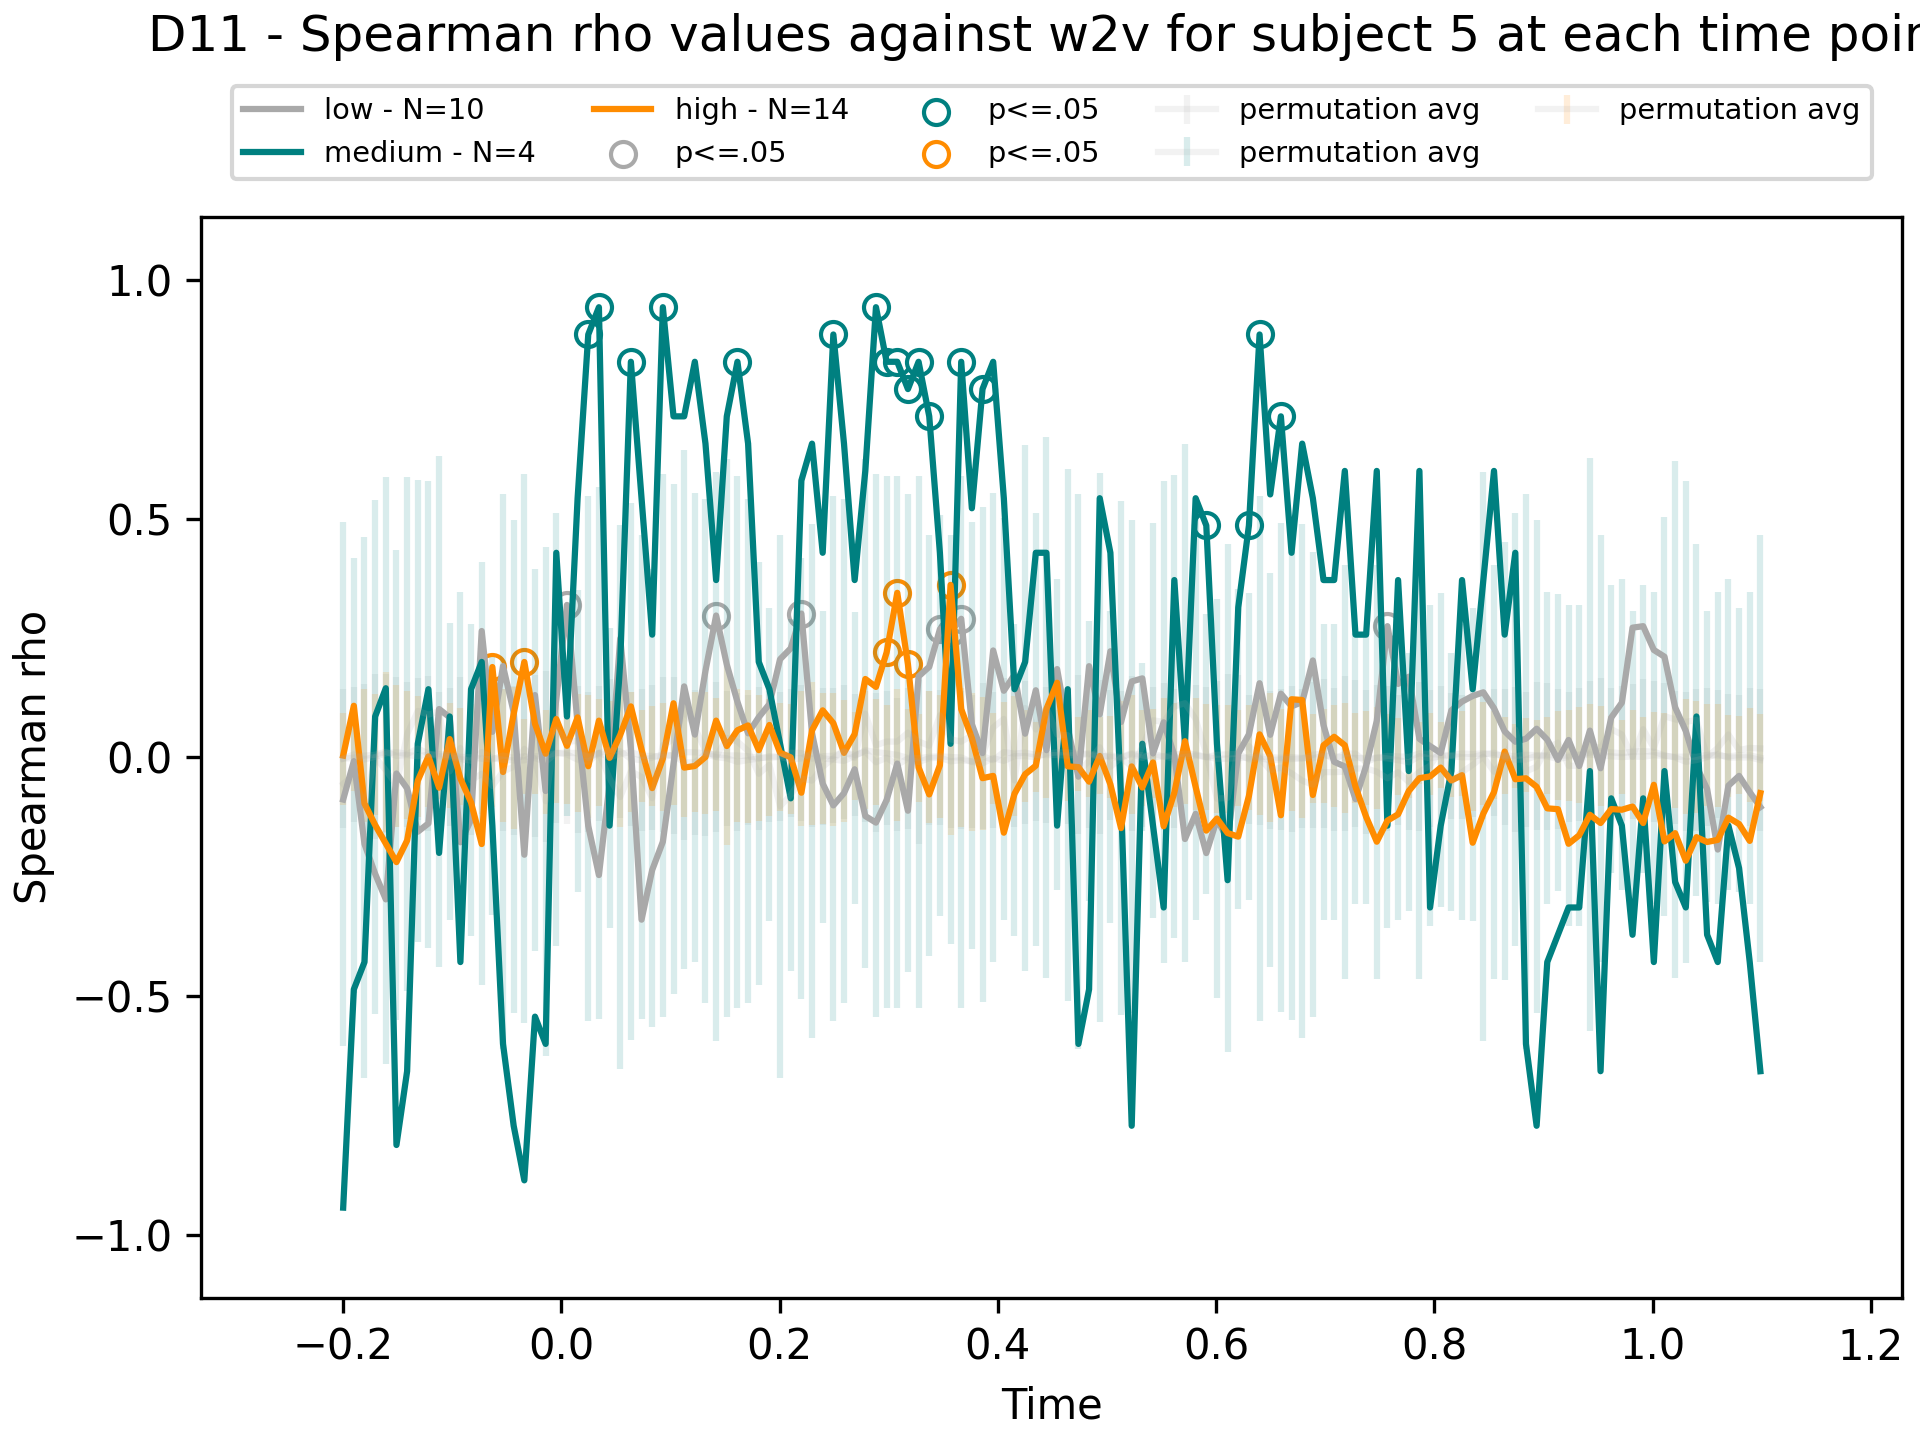 D11 - Spearman rho values against w2v for subject 5 at each time
low - N=10
high - N=14
p<=.05
permutation avg
permutation avg
medium - N=4
p<=.05
p<=.05
permutation avg
1.0
0.5
0.0
−0.5
−1.0
Spearman rho
−0.2
0.0
0.2
0.4
0.6
0.8
1.0
1.2
Time